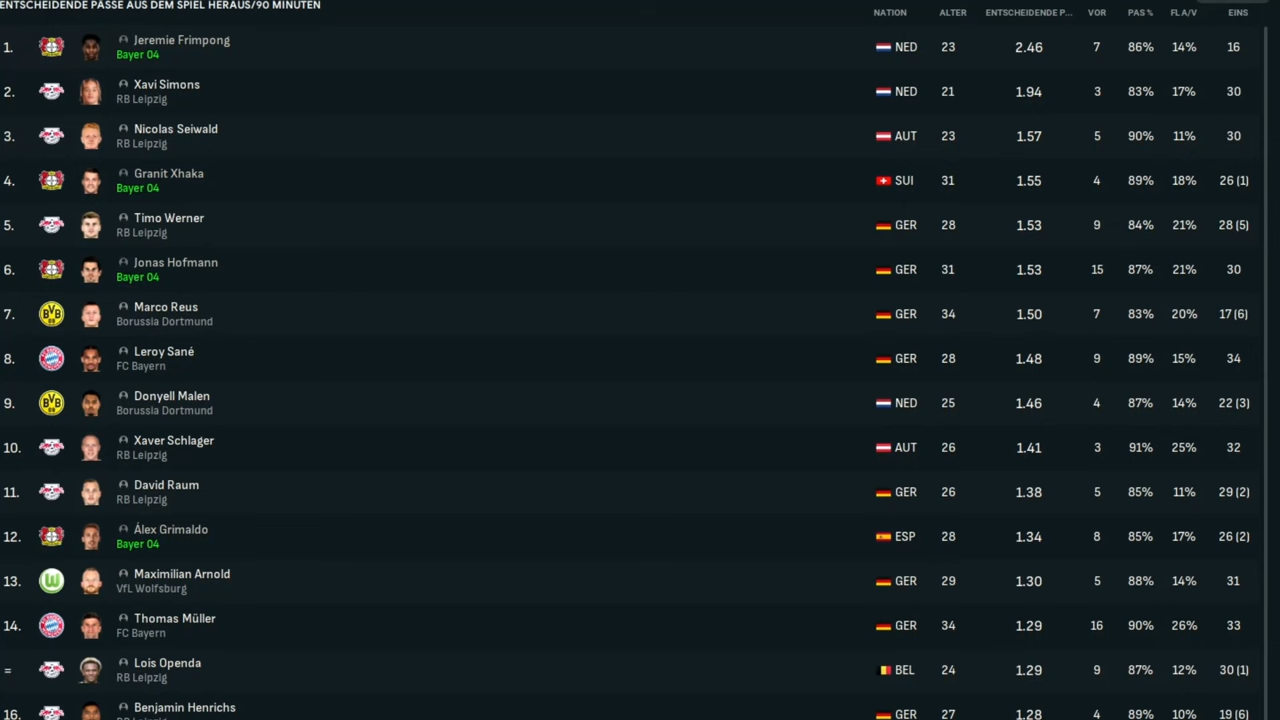 ENTSCHEIDENDE PÄSSE AUS DEM SPIEL HERAUS/90 MINUTEN
NATION ALTER ENTSCHEIDENDE P... VOR PAS % FLA/V EINS
1. Jeremie Frimpong NED 23 2.46 7 86% 14% 16
Bayer 04
2. Xavi Simons NED 21 1.94 3 83% 17% 30
RB Leipzig
3. Nicolas Seiwald AUT 23 1.57 5 90% 11% 30
RB Leipzig
4. Granit Xhaka SUI 31 1.55 4 89% 18% 26 (1)
Bayer 04
5. Timo Werner GER 28 1.53 9 84% 21% 28 (5)
RB Leipzig
6. Jonas Hofmann GER 31 1.53 15 87% 21% 30
Bayer 04
7. Marco Reus GER 34 1.50 7 83% 20% 17 (6)
Borussia Dortmund
8. Leroy Sané GER 28 1.48 9 89% 15% 34
FC Bayern
9. Donyell Malen NED 25 1.46 4 87% 14% 22 (3)
Borussia Dortmund
10. Xaver Schlager AUT 26 1.41 3 91% 25% 32
RB Leipzig
11. David Raum GER 26 1.38 5 85% 11% 29 (2)
RB Leipzig
12. Álex Grimaldo ESP 28 1.34 8 85% 17% 26 (2)
Bayer 04
13. Maximilian Arnold GER 29 1.30 5 88% 14% 31
VfL Wolfsburg
14. Thomas Müller GER 34 1.29 16 90% 26% 33
FC Bayern
= Loïs Openda BEL 24 1.29 9 87% 12% 30 (1)
RB Leipzig
16. Benjamin Henrichs GER 27 1.28 4 89% 10% 19 (6)